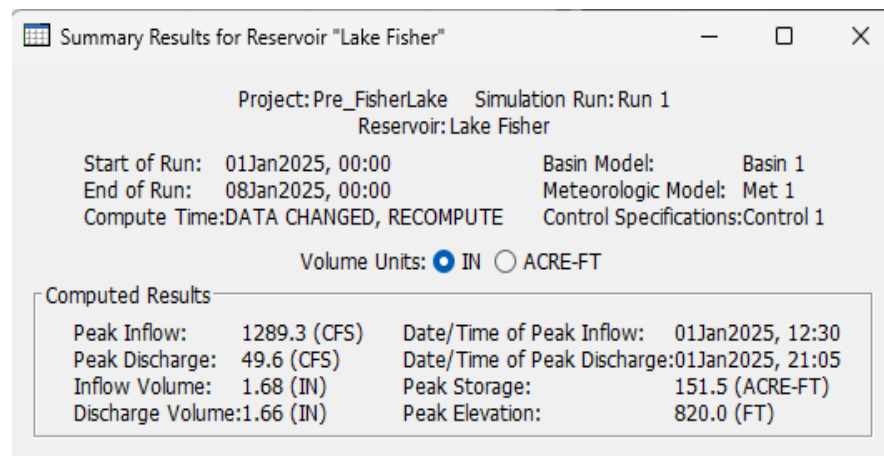 Summary Results for Reservoir "Lake Fisher"
Project: Pre_FisherLake Simulation Run: Run 1
Reservoir: Lake Fisher
Start of Run: 01Jan2025, 00:00 Basin Model: Basin 1
End of Run: 08Jan2025, 00:00 Meteorologic Model: Met 1
Compute Time:DATA CHANGED, RECOMPUTE Control Specifications:Control 1
Volume Units: IN ACRE-FT
Computed Results
Peak Inflow: 1289.3 (CFS) Date/Time of Peak Inflow: 01Jan2025, 12:30
Peak Discharge: 49.6 (CFS) Date/Time of Peak Discharge:01Jan2025, 21:05
Inflow Volume: 1.68 (IN) Peak Storage: 151.5 (ACRE-FT)
Discharge Volume:1.66 (IN) Peak Elevation: 820.0 (FT)